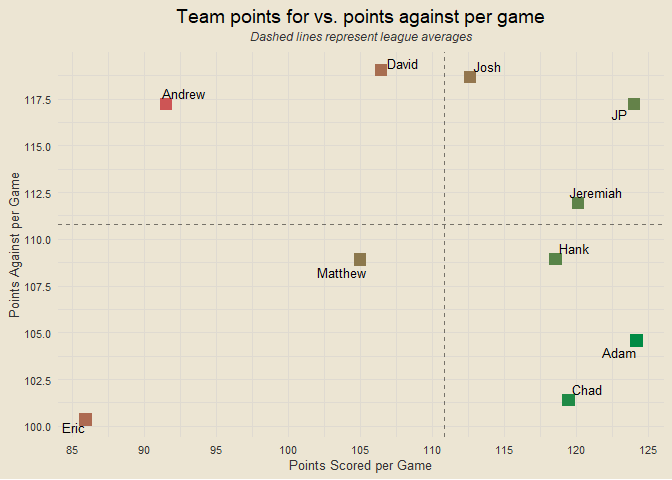 Team points for vs. points against per game
Dashed lines represent league averages
David
Josh
Andrew
JP
Jeremiah
Hank
Matthew
Adam
Chad
Eric
117.5
115.0
112.5
110.0
107.5
105.0
102.5
100.0
Points Against per Game
85 90 95 100 105 110 115 120 125
Points Scored per Game